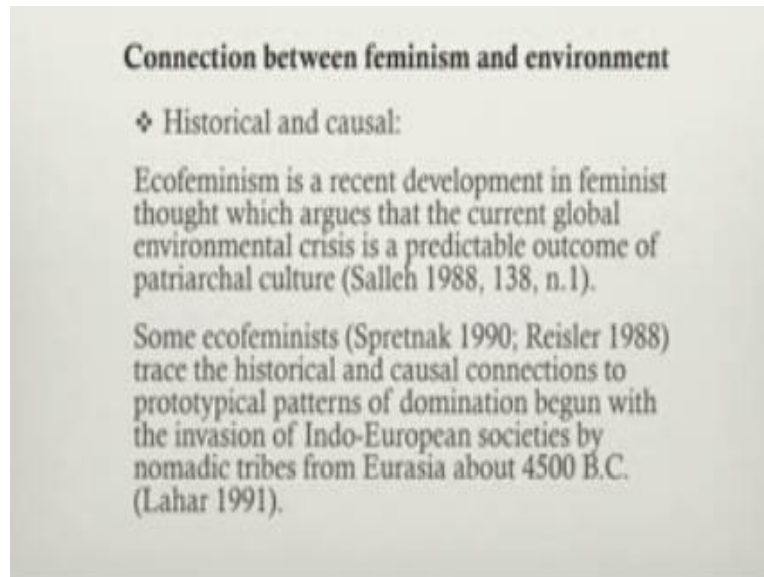 Connection between feminism and environment
❖ Historical and causal:
Ecofeminism is a recent development in feminist
thought which argues that the current global
environmental crisis is a predictable outcome of
patriarchal culture (Salleh 1988, 138, n.1).
Some ecofeminists (Spretnak 1990; Reisler 1988)
trace the historical and causal connections to
prototypical patterns of domination begun with
the invasion of Indo-European societies by
nomadic tribes from Eurasia about 4500 B.C.
(Lahar 1991).